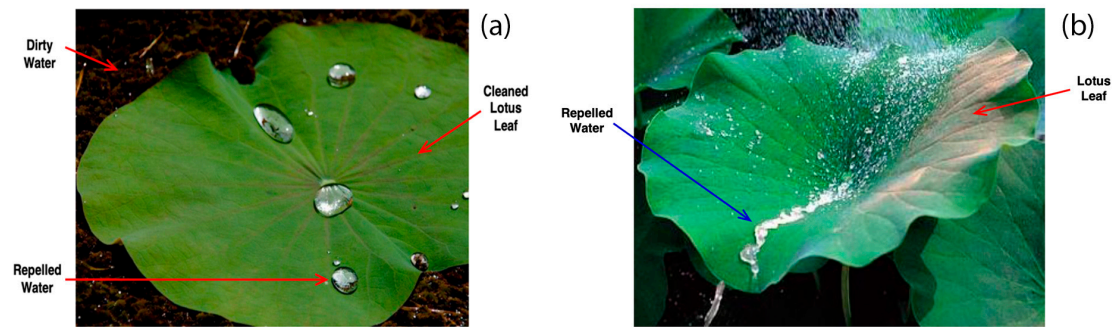 (a)
Dirty
Water
Cleaned
Lotus
Leaf
Repelled
Water
(b)
Lotus
Leaf
Repelled
Water